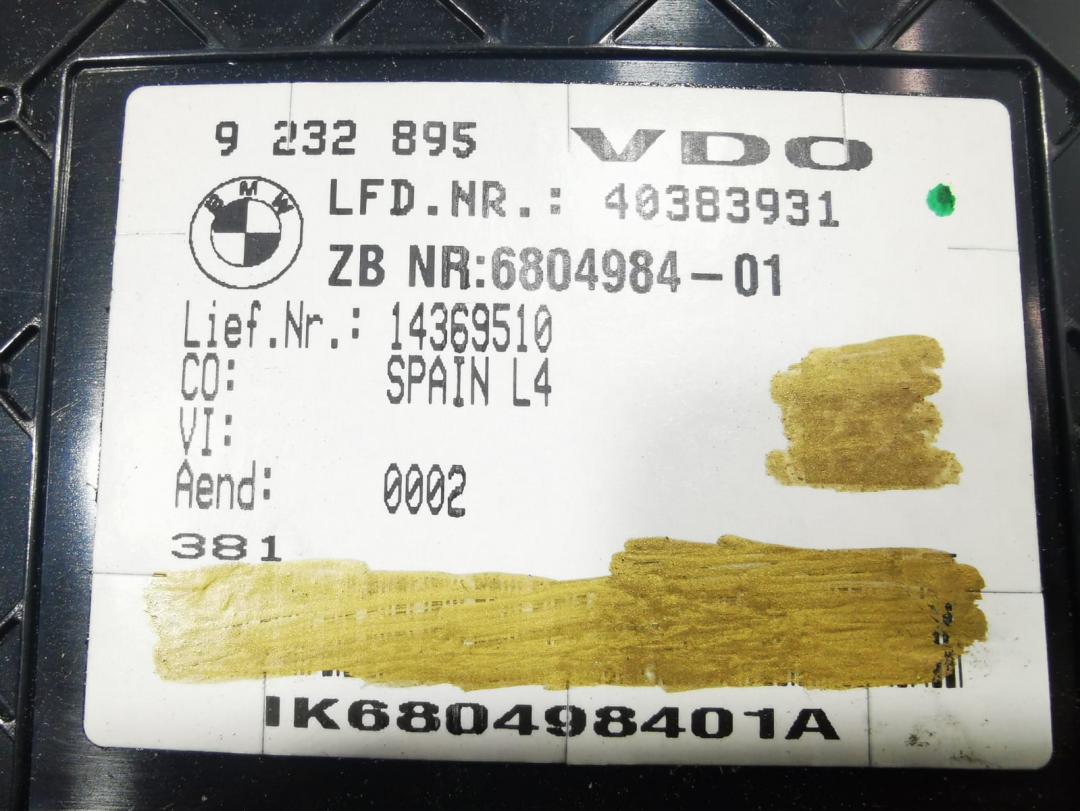 9 232 895 VDO
BMW LFD.NR.: 40383931
ZB NR:6804984-01
Lief.Nr.: 14369510
CO: SPAIN L4
VI:
Aend: 0002
381
IK680498401A